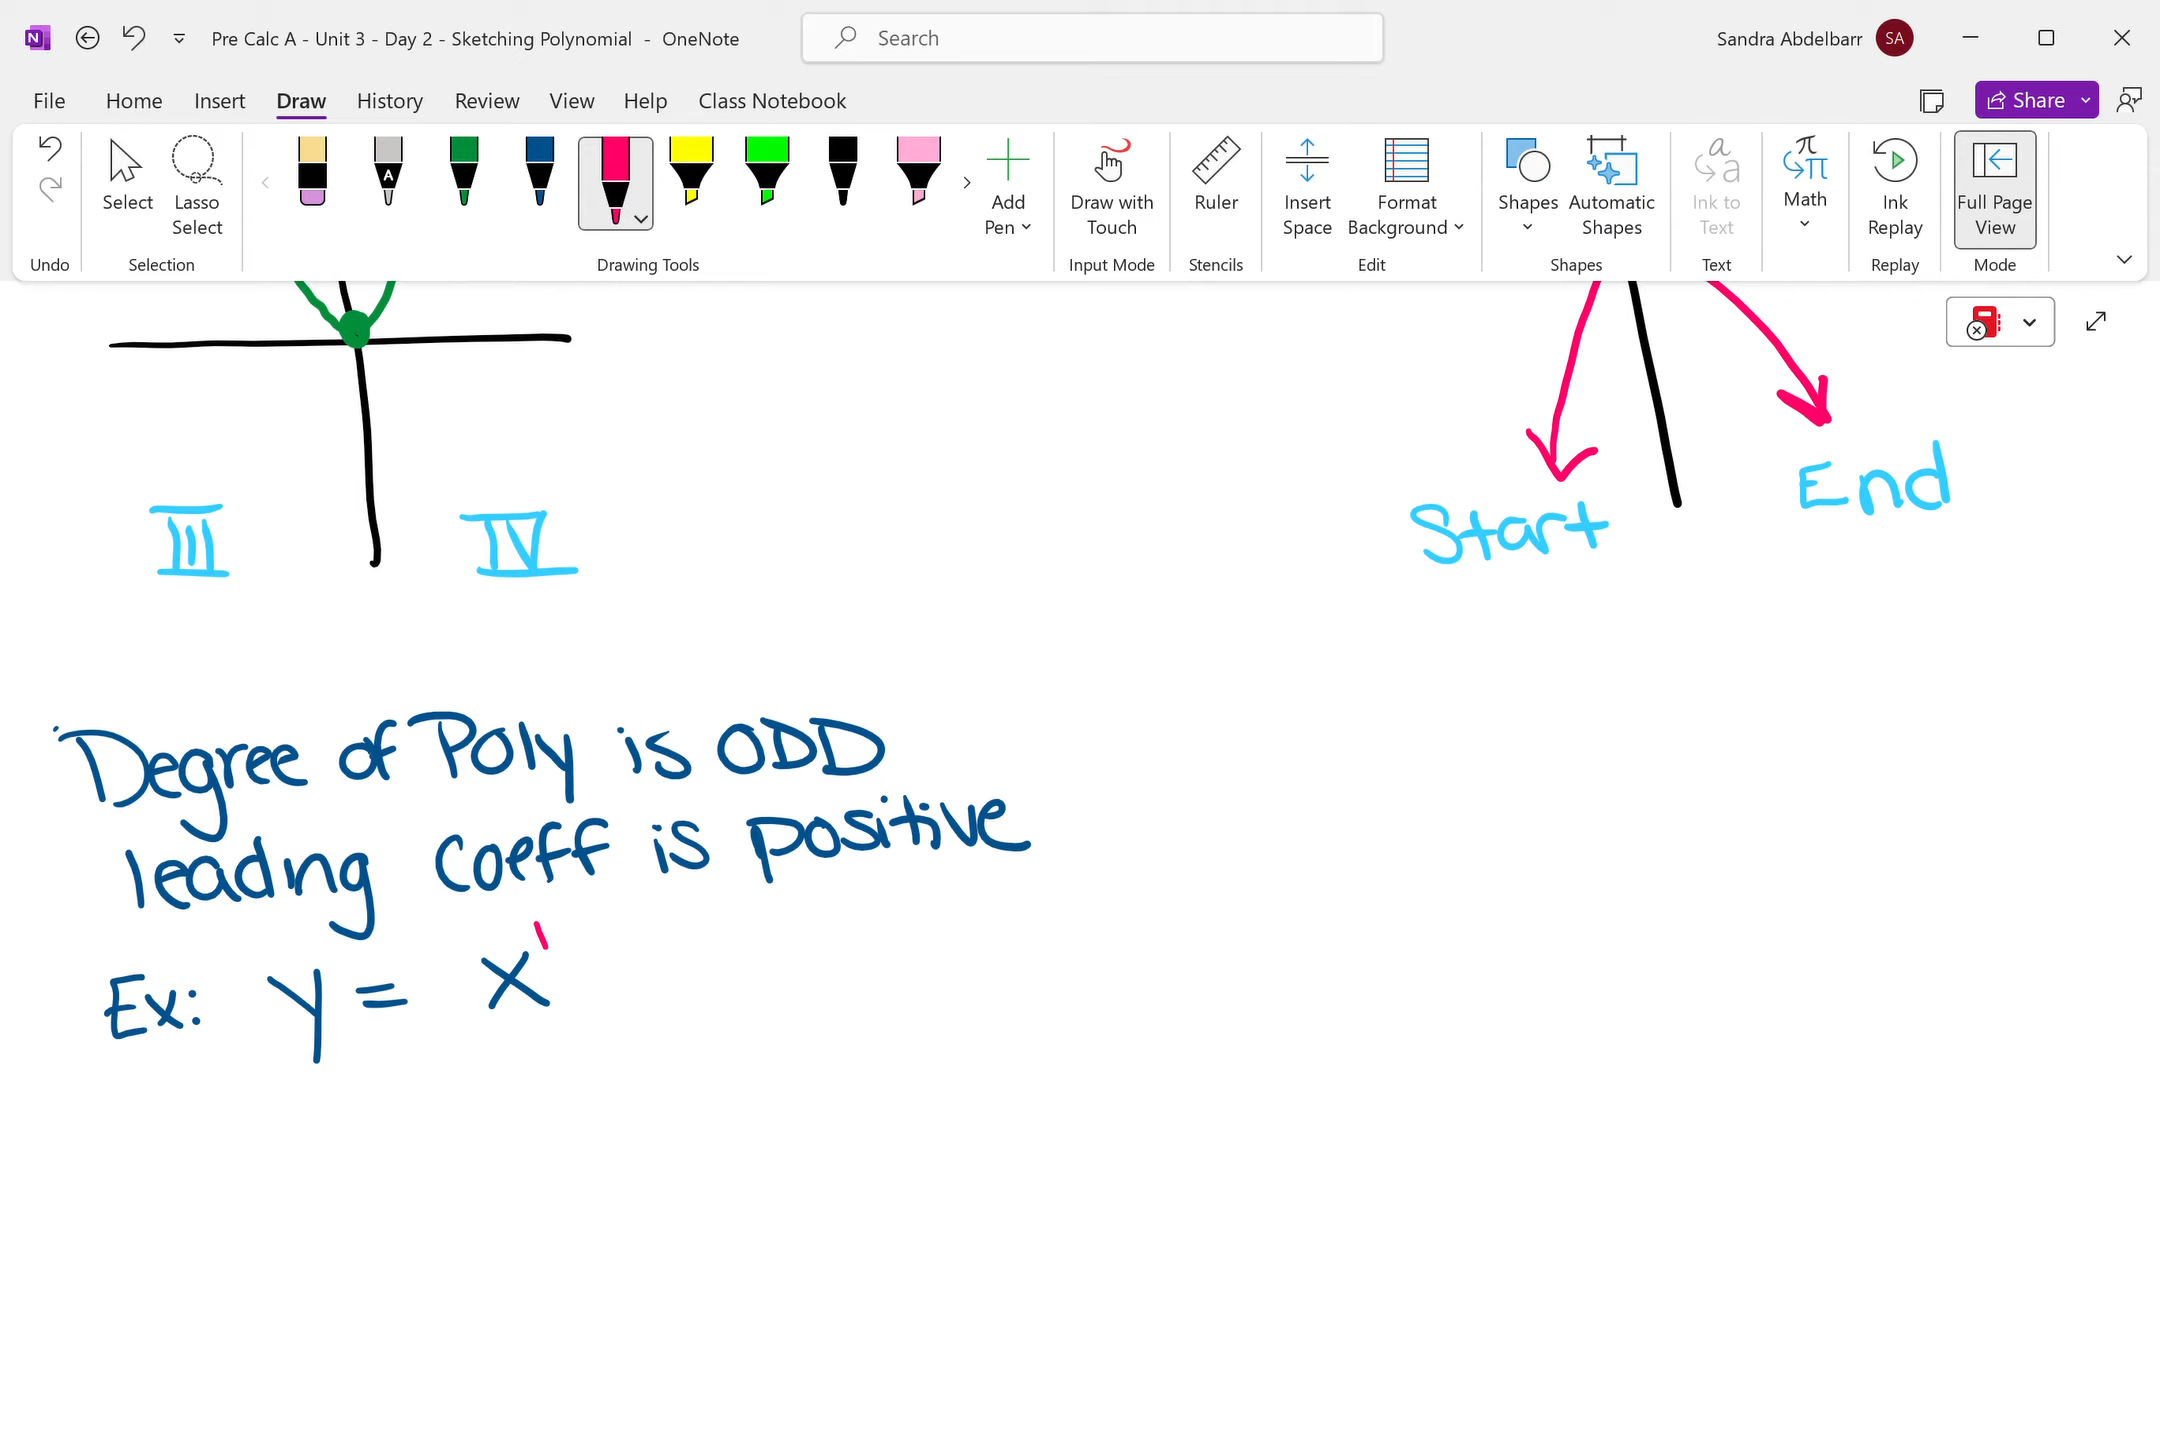 Pre Calc A - Unit 3 - Day 2 - Sketching Polynomial - OneNote
Search
Sandra Abdelbarr SA
File Home Insert Draw History Review View Help Class Notebook Share
Select Lasso Select A Add Pen Draw with Touch Ruler Insert Space Format Background Shapes Automatic Shapes Ink to Text Math Ink Replay Full Page View
Undo Selection Drawing Tools Input Mode Stencils Edit Shapes Text Replay Mode
End
Start
III IV
Degree of Poly is ODD
leading coeff is positive
Ex: y = x¹